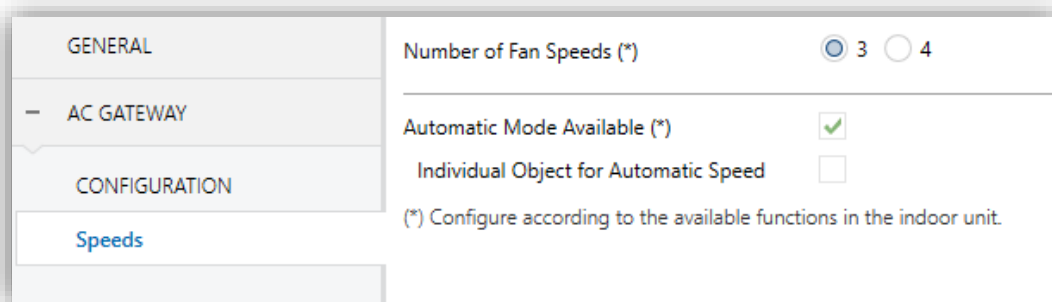 GENERAL
AC GATEWAY
CONFIGURATION
Speeds
Number of Fan Speeds (*)
3 4
Automatic Mode Available (*)
Individual Object for Automatic Speed
(*) Configure according to the available functions in the indoor unit.